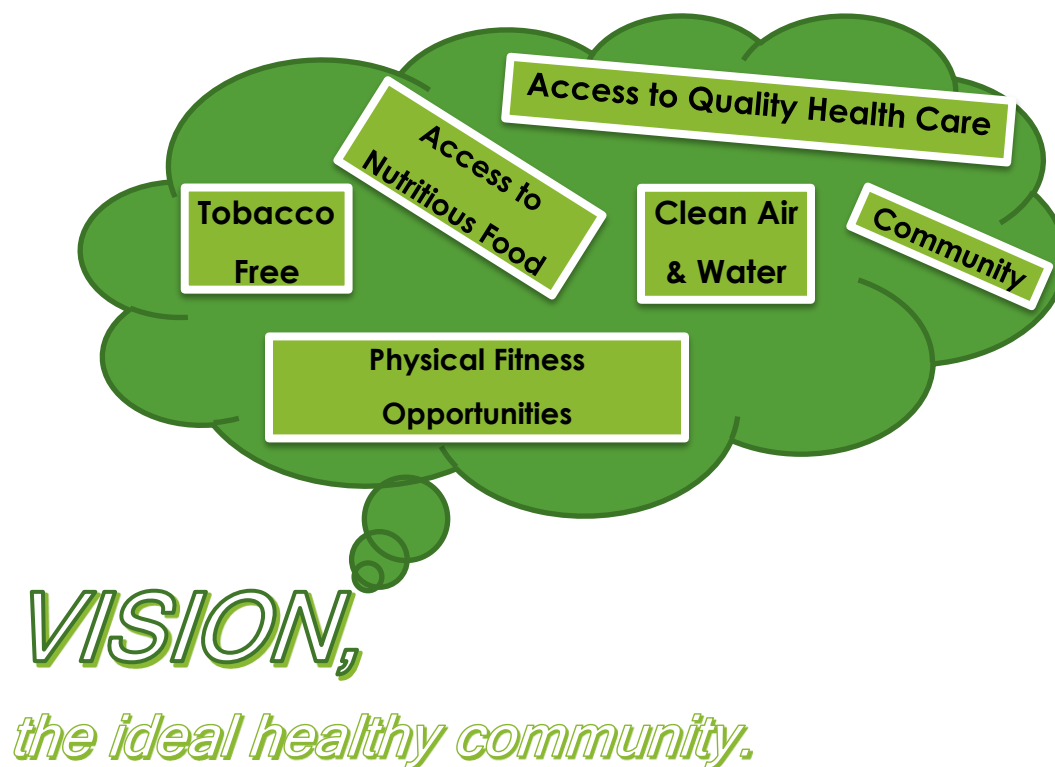 Access to Quality Health Care
Access to
Nutritious Food
Tobacco
Free
Clean Air
& Water
Community
Physical Fitness
Opportunities
VISION,
the ideal healthy community.